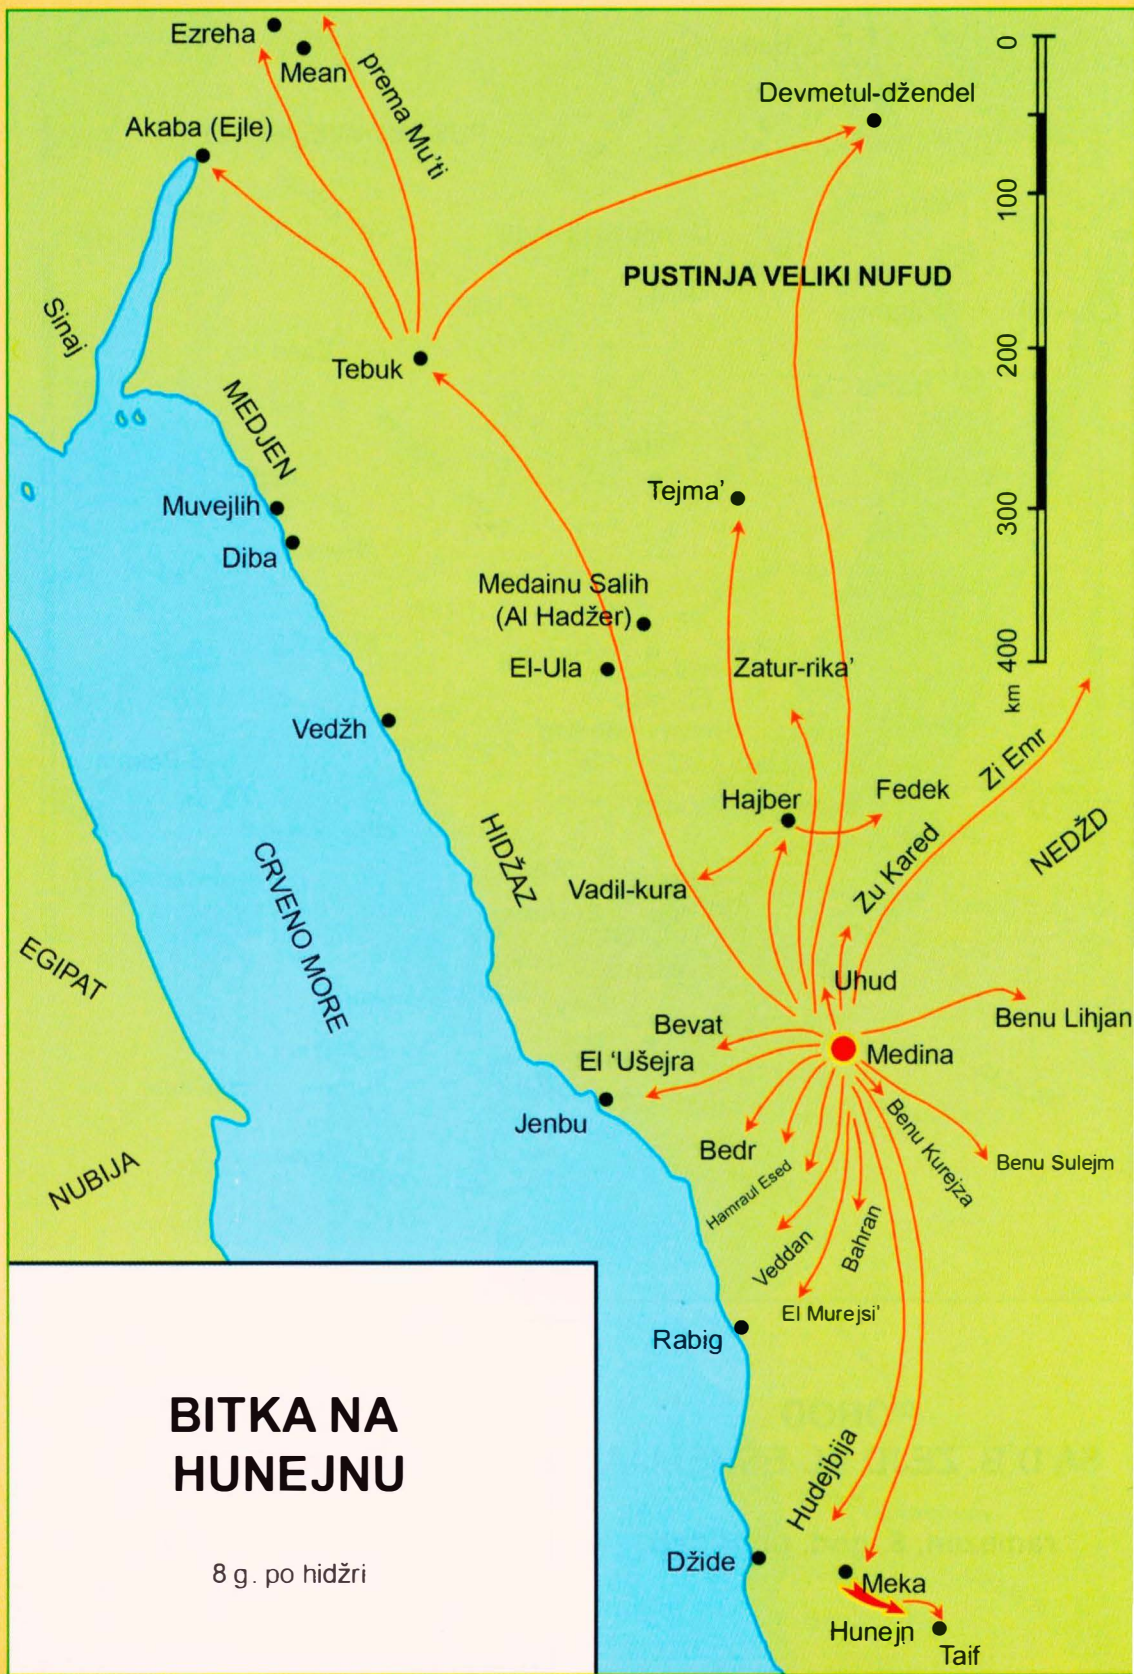 Ezreha
Mean
prema Mu'ti
Akaba (Ejle)
Devmetul-džendel
0
100
200
300
400
km
PUSTINJA VELIKI NUFUD
Sinaj
Tebuk
MEDJEN
Muvejlih
Diba
Tejma'
Medainu Salih
(Al Hadžer)
El-Ula
Zatur-rika'
Vedžh
Zi Emr
Hajber
Fedek
NEDŽD
HIDŽAZ
Vadil-kura
Zu Kared
CRVENO MORE
EGIPAT
Uhud
Benu Lihjan
Bevat
Medina
El 'Ušejra
Jenbu
Benu Kurejza
Bedr
Benu Sulejm
NUBIJA
Hamraul Esed
Veddan
Bahran
El Murejsi'
Rabig
BITKA NA
HUNEJNU
8 g. po hidžri
Hudejbija
Džide
Meka
Hunejn
Taif